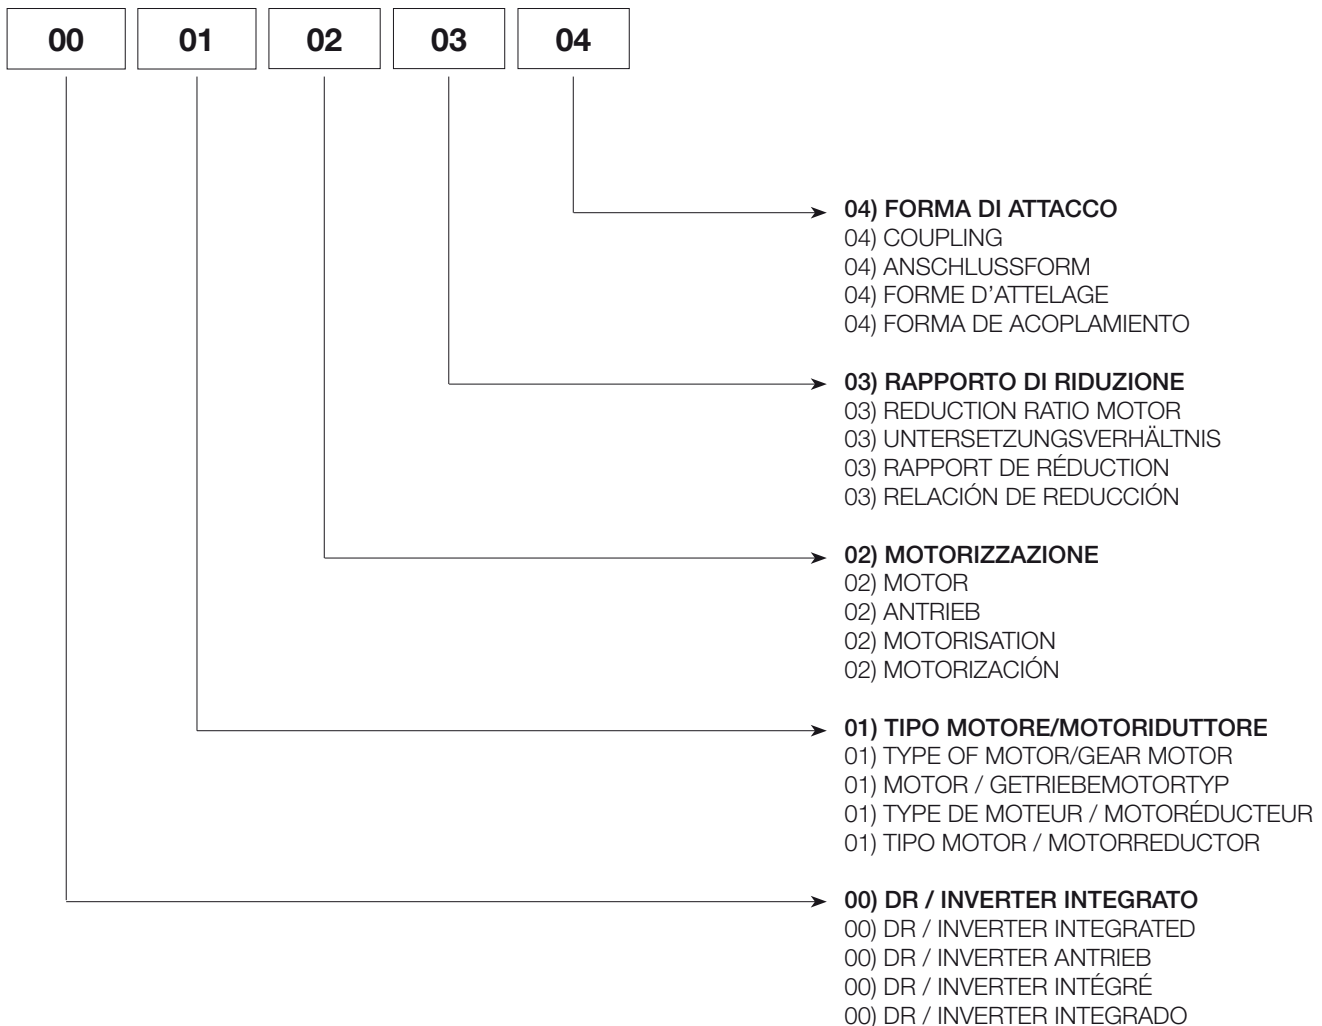 00 01 02 03 04
04) FORMA DI ATTACCO
04) COUPLING
04) ANSCHLUSSFORM
04) FORME D’ATTELAGE
04) FORMA DE ACOPLAMIENTO
03) RAPPORTO DI RIDUZIONE
03) REDUCTION RATIO MOTOR
03) UNTERSETZUNGSVERHÄLTNIS
03) RAPPORT DE RÉDUCTION
03) RELACIÓN DE REDUCCIÓN
02) MOTORIZZAZIONE
02) MOTOR
02) ANTRIEB
02) MOTORISATION
02) MOTORIZACIÓN
01) TIPO MOTORE/MOTORIDUTTORE
01) TYPE OF MOTOR/GEAR MOTOR
01) MOTOR / GETRIEBEMOTORTYP
01) TYPE DE MOTEUR / MOTORÉDUCTEUR
01) TIPO MOTOR / MOTORREDUCTOR
00) DR / INVERTER INTEGRATO
00) DR / INVERTER INTEGRATED
00) DR / INVERTER ANTRIEB
00) DR / INVERTER INTÉGRÉ
00) DR / INVERTER INTEGRADO